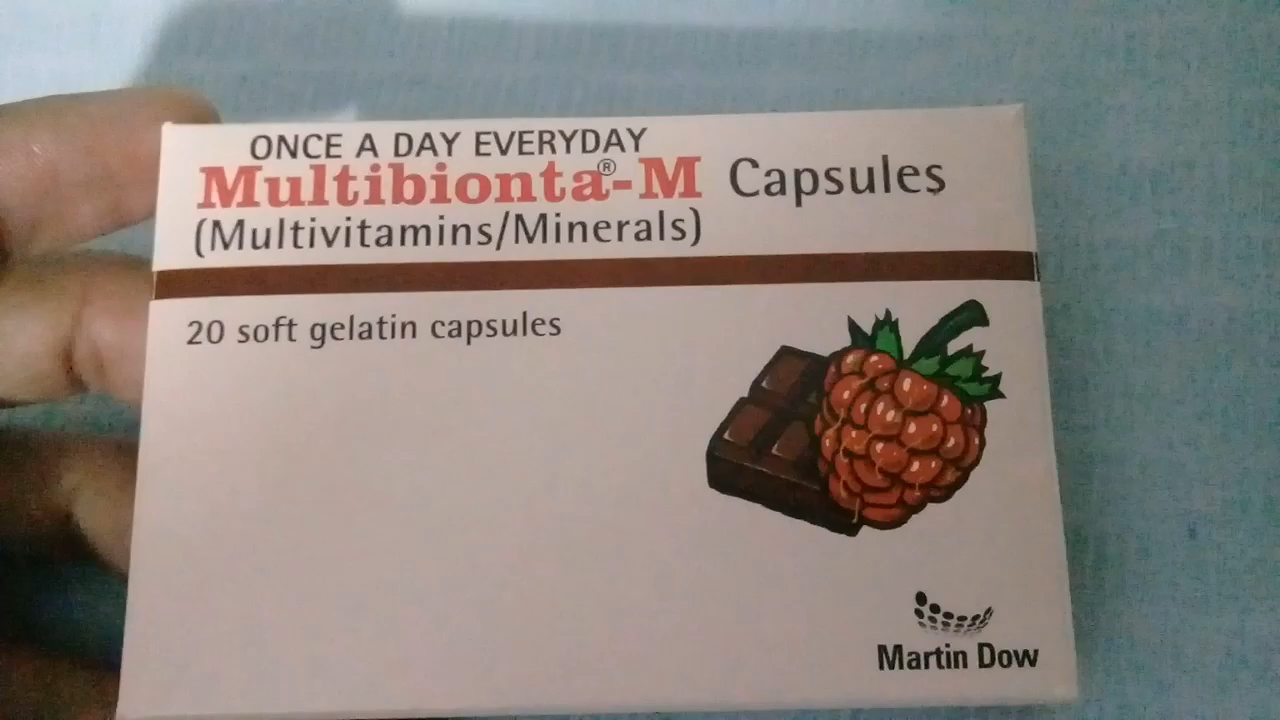 ONCE A DAY EVERYDAY
Multibionta®-M Capsules
(Multivitamins/Minerals)
20 soft gelatin capsules
Martin Dow